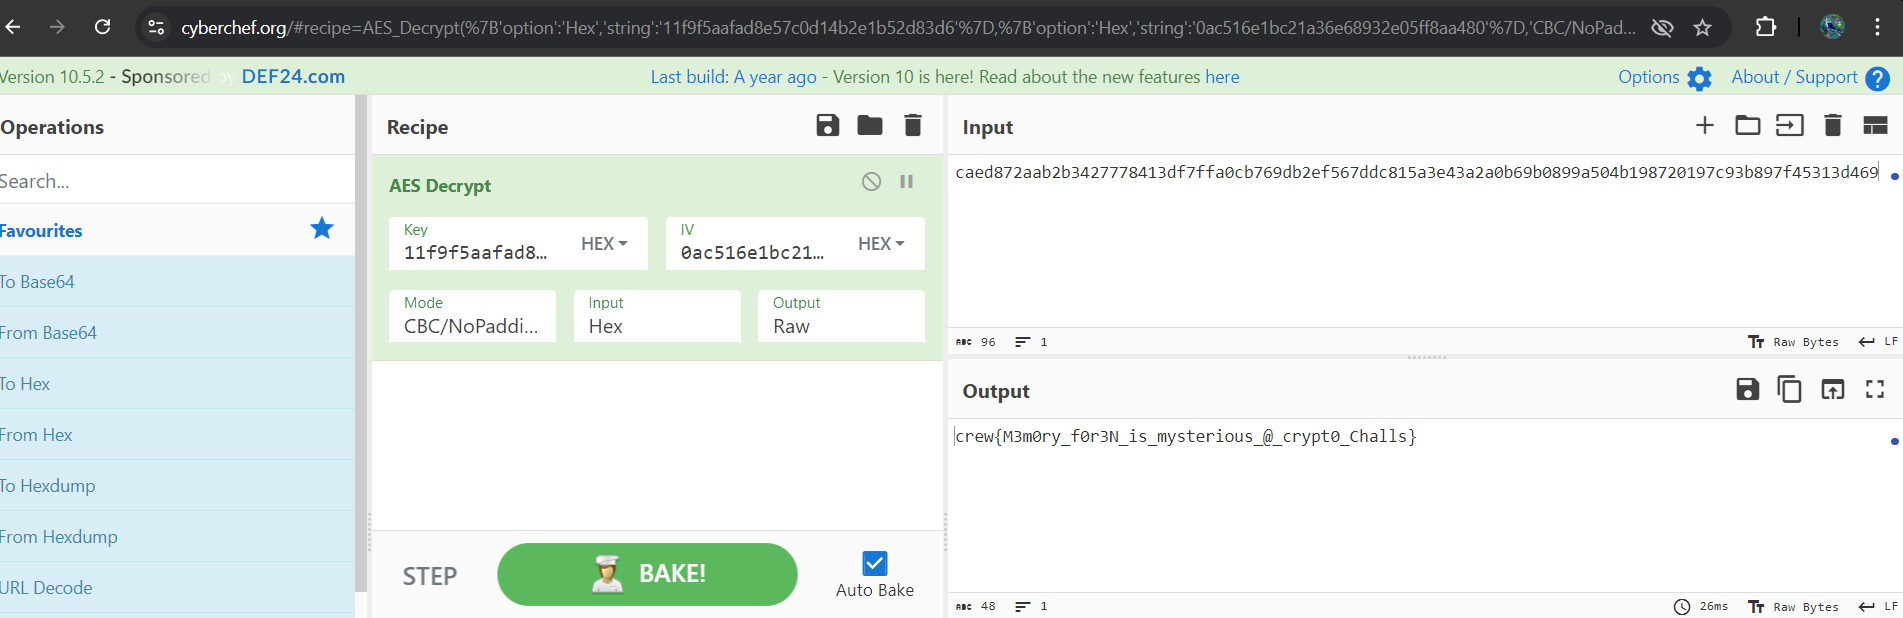 cyberchef.org/#recipe=AES_Decrypt(%7B'option':'Hex','string':'11f9f5aafad8e57c0d14b2e1b52d83d6'%7D,%7B'option':'Hex','string':'0ac516e1bc21a36e68932e05ff8aa480'%7D,'CBC/NoPad...
Version 10.5.2 - Sponsored by DEF24.com
Last build: A year ago - Version 10 is here! Read about the new features here
Options
About / Support
Operations
Search...
Favourites
To Base64
From Base64
To Hex
From Hex
To Hexdump
From Hexdump
URL Decode
Recipe
AES Decrypt
Key
11f9f5aafad8...
HEX
IV
0ac516e1bc21...
HEX
Mode
CBC/NoPaddi...
Input
Hex
Output
Raw
STEP
BAKE!
Auto Bake
Input
caed872aab2b3427778413df7ffa0cb769db2ef567ddc815a3e43a2a0b69b0899a504b198720197c93b897f45313d469
ABC 96
1
Tт Raw Bytes
LF
Output
crew{M3m0ry_f0r3N_is_mysterious_@_crypt0_Challs}
ABC 48
1
26ms
Tт Raw Bytes
LF